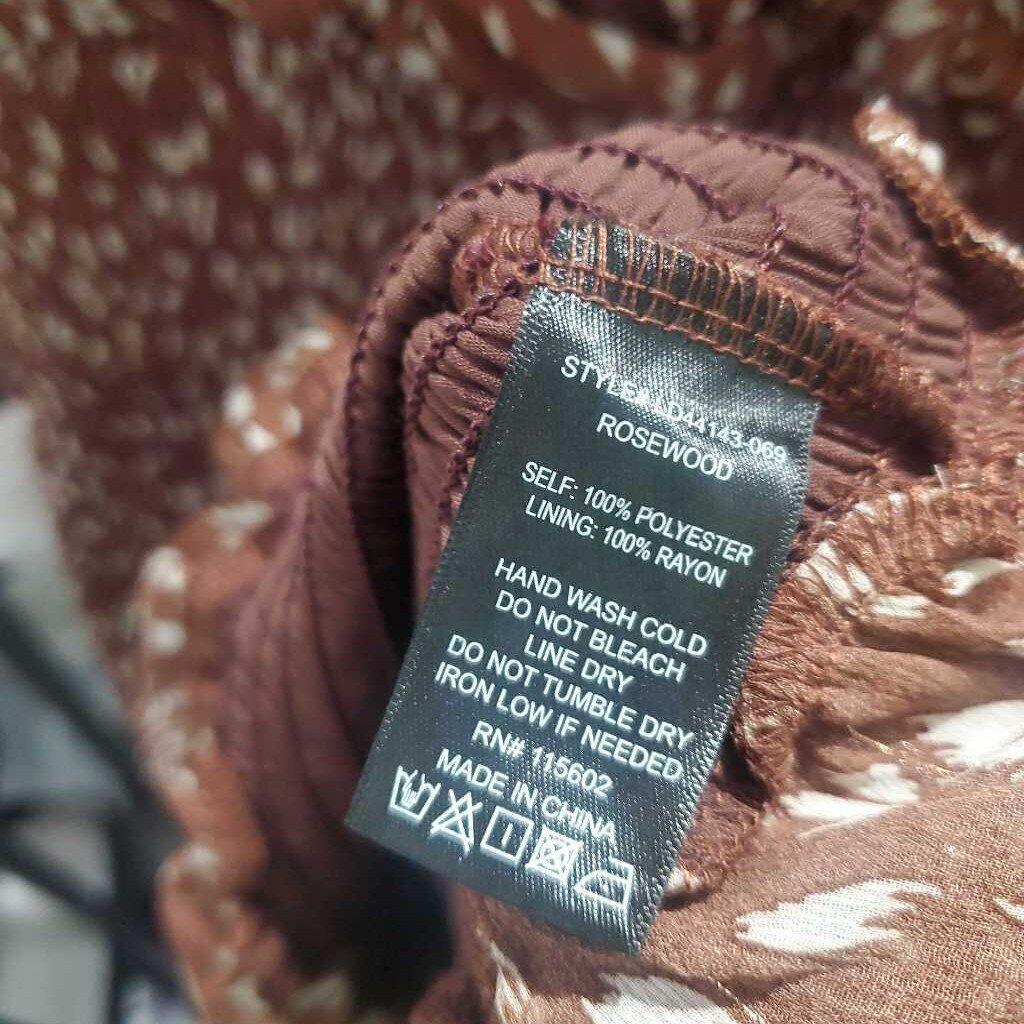 STYLE# LD44143-069
ROSEWOOD
SELF: 100% POLYESTER
LINING: 100% RAYON
HAND WASH COLD
DO NOT BLEACH
LINE DRY
DO NOT TUMBLE DRY
IRON LOW IF NEEDED
RN# 115602
MADE IN CHINA